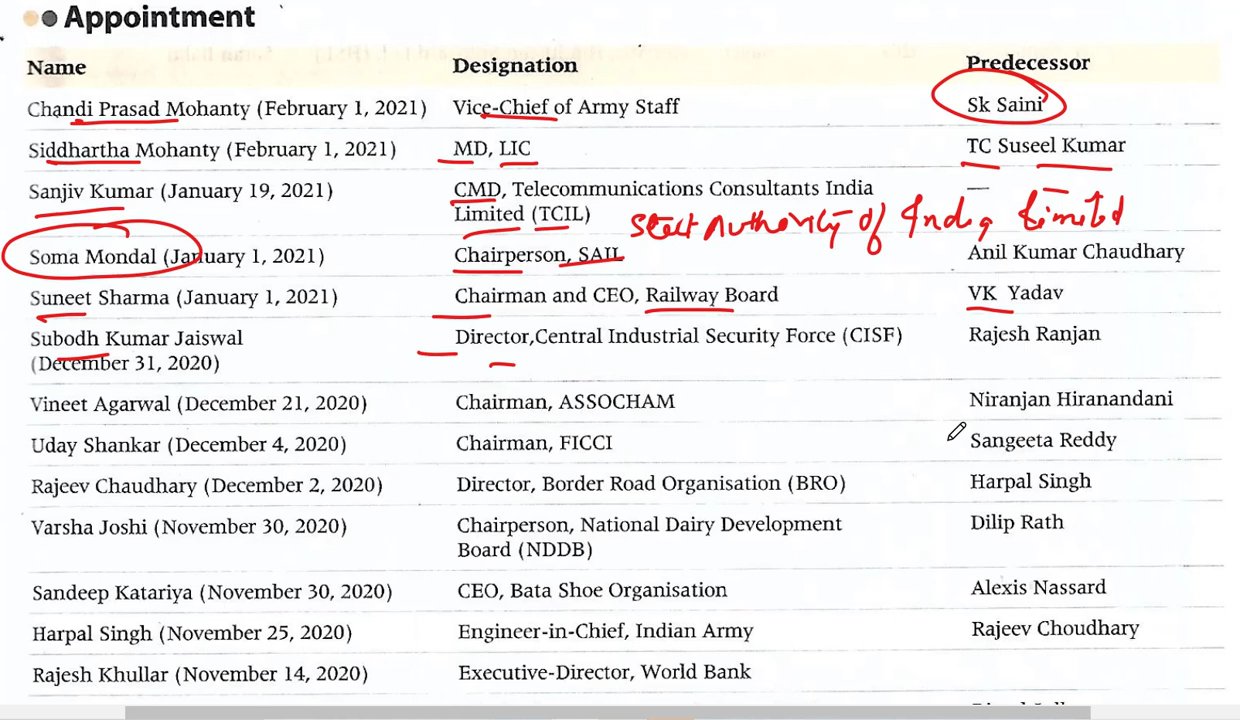 Appointment
Name Designation Predecessor
Chandi Prasad Mohanty (February 1, 2021) Vice-Chief of Army Staff Sk Saini
Siddhartha Mohanty (February 1, 2021) MD, LIC TC Suseel Kumar
Sanjiv Kumar (January 19, 2021) CMD, Telecommunications Consultants India —
Limited (TCIL)
Authority of India Limited
Soma Mondal (January 1, 2021) Chairperson, SAIL Anil Kumar Chaudhary
Suneet Sharma (January 1, 2021) Chairman and CEO, Railway Board VK Yadav
Subodh Kumar Jaiswal Director,Central Industrial Security Force (CISF) Rajesh Ranjan
(December 31, 2020)
Vineet Agarwal (December 21, 2020) Chairman, ASSOCHAM Niranjan Hiranandani
Uday Shankar (December 4, 2020) Chairman, FICCI Sangeeta Reddy
Rajeev Chaudhary (December 2, 2020) Director, Border Road Organisation (BRO) Harpal Singh
Varsha Joshi (November 30, 2020) Chairperson, National Dairy Development Dilip Rath
Board (NDDB)
Sandeep Katariya (November 30, 2020) CEO, Bata Shoe Organisation Alexis Nassard
Harpal Singh (November 25, 2020) Engineer-in-Chief, Indian Army Rajeev Choudhary
Rajesh Khullar (November 14, 2020) Executive-Director, World Bank